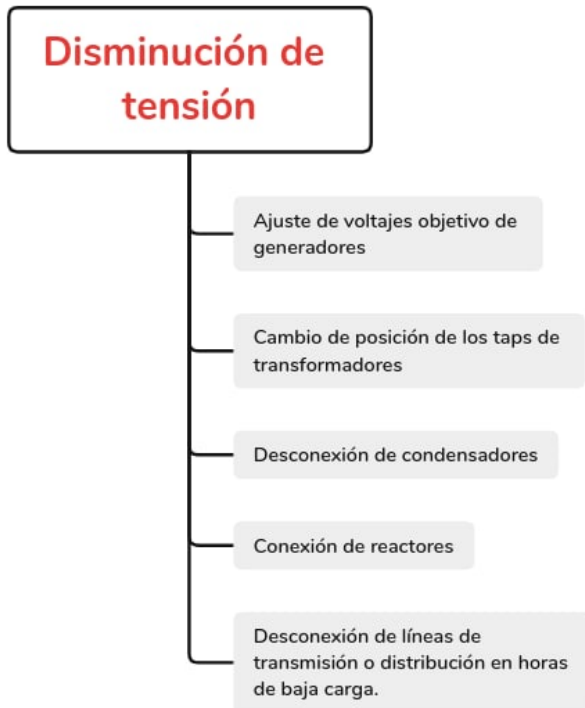 Disminución de
tensión
Ajuste de voltajes objetivo de
generadores
Cambio de posición de los taps de
transformadores
Desconexión de condensadores
Conexión de reactores
Desconexión de líneas de
transmisión o distribución en horas
de baja carga.